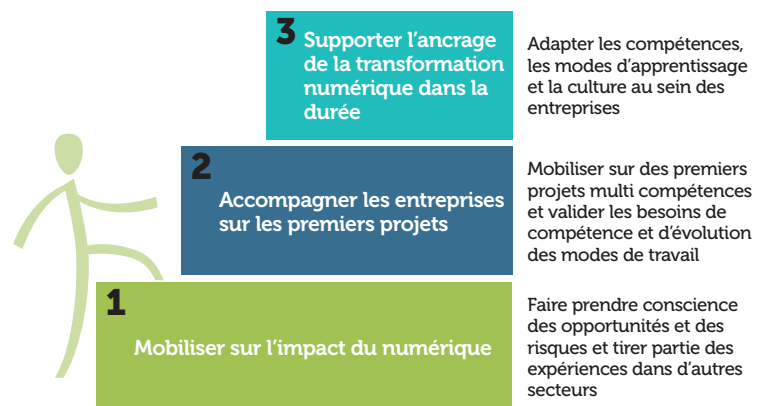 3
Supporter l'ancrage
de la transformation
numérique dans la
durée
Adapter les compétences,
les modes d'apprentissage
et la culture au sein des
entreprises
2
Accompagner les entreprises
sur les premiers projets
Mobiliser sur des premiers
projets multi compétences
et valider les besoins de
compétence et d'évolution
des modes de travail
1
Mobiliser sur l'impact du numérique
Faire prendre conscience
des opportunités et des
risques et tirer partie des
expériences dans d'autres
secteurs